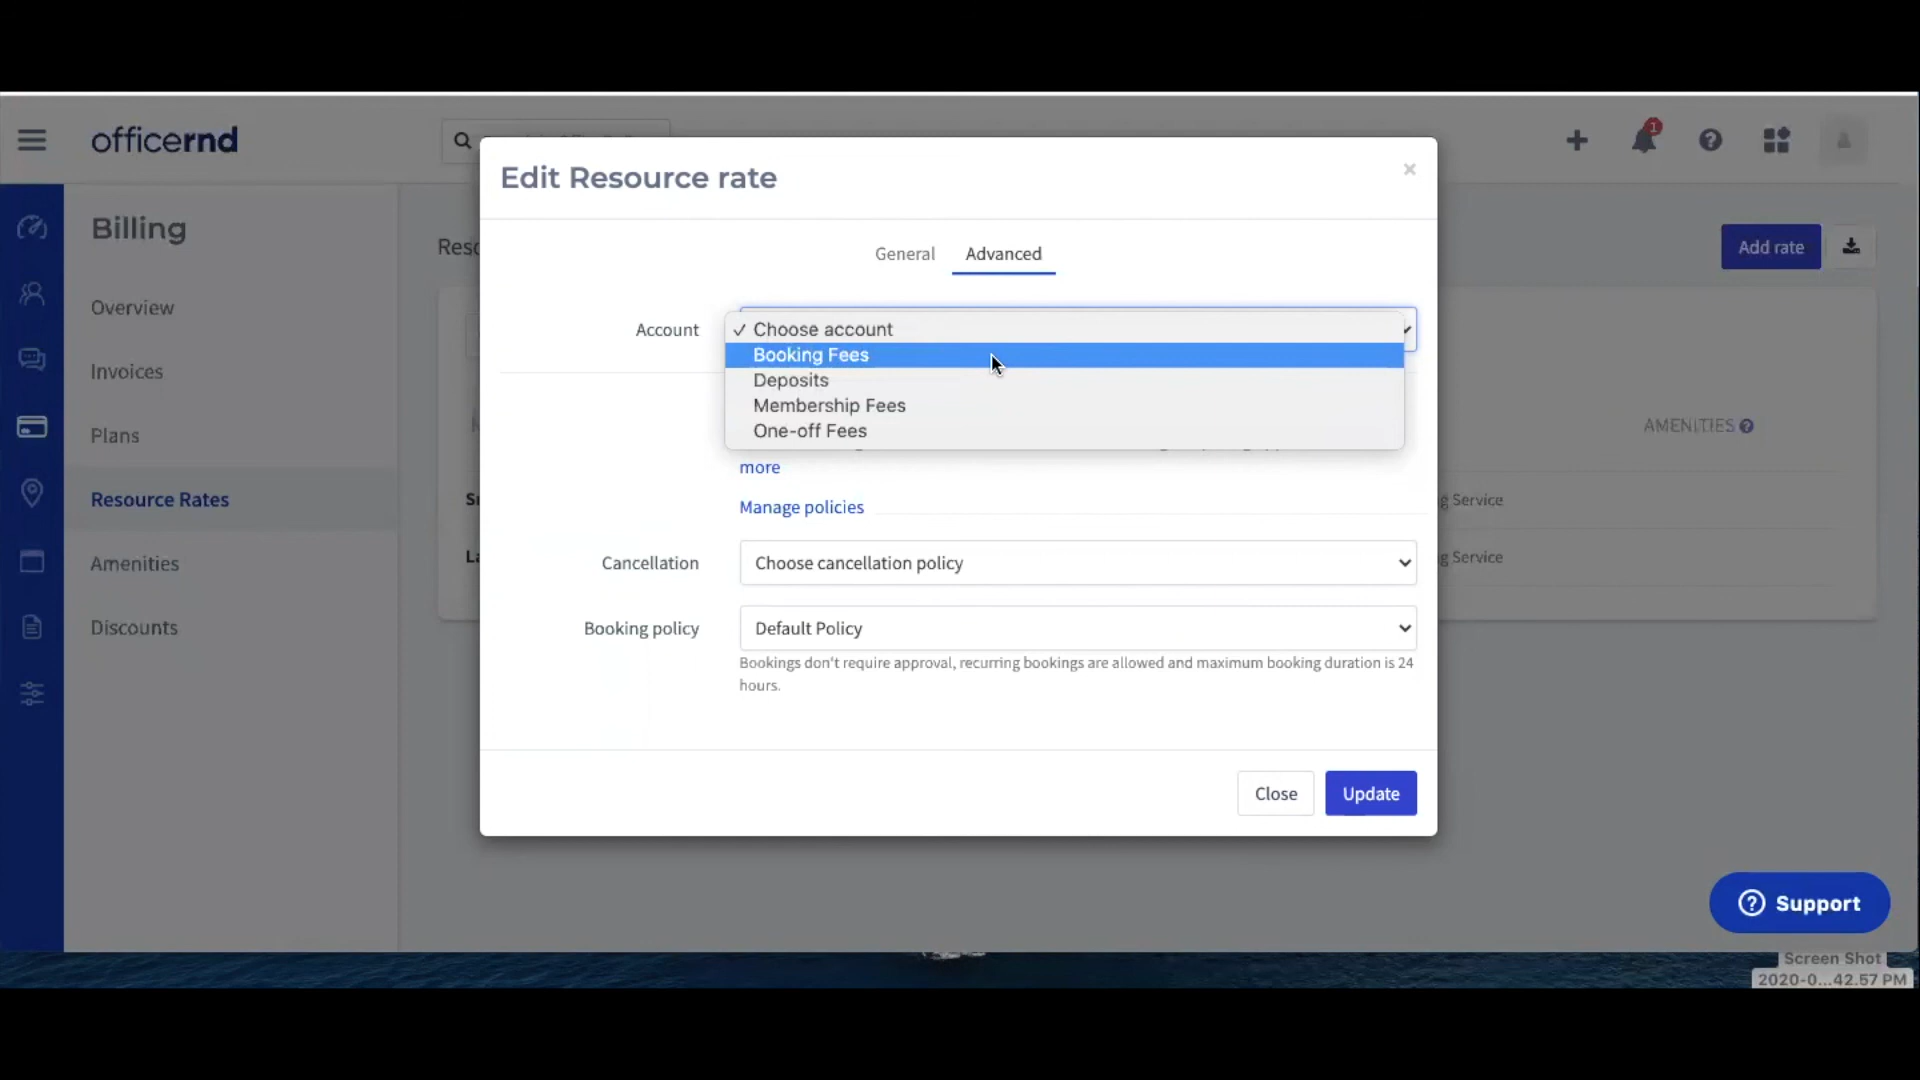 officernd
1
Edit Resource rate
×
Billing
Add rate
General
Advanced
Account
✓ Choose account
Booking Fees
Deposits
Membership Fees
One-off Fees
Overview
Invoices
Plans
Resource Rates
Amenities
Discounts
AMENITIES
more
Manage policies
g Service
g Service
Cancellation
Choose cancellation policy
Booking policy
Default Policy
Bookings don't require approval, recurring bookings are allowed and maximum booking duration is 24
hours.
Close
Update
Support
Screen Shot
2020-0...42.57 PM